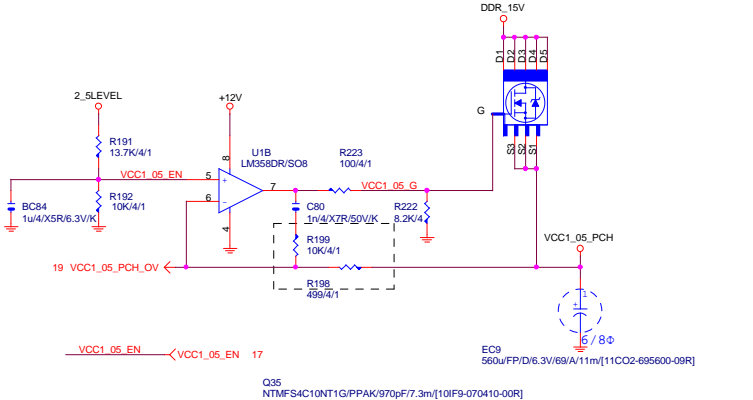 DDR_15V
D1
D2
D3
D4
D5
G
S3
S2
S1
2_5LEVEL
+12V
R191
13.7K/4/1
U1B
LM358DR/SO8
R223
100/4/1
8
VCC1_05_EN
5
+
7
VCC1_05_G
6
-
4
BC84
1u/4/X5R/6.3V/K
R192
10K/4/1
C80
1n/4/X7R/50V/K
R222
8.2K/4
R199
10K/4/1
VCC1_05_PCH
19 VCC1_05_PCH_OV
R198
499/4/1
1
+
6/8Φ
VCC1_05_EN
VCC1_05_EN 17
EC9
560u/FP/D/6.3V/69/A/11m/[11CO2-695600-09R]
Q35
NTMFS4C10NT1G/PPAK/970pF/7.3m/[10IF9-070410-00R]